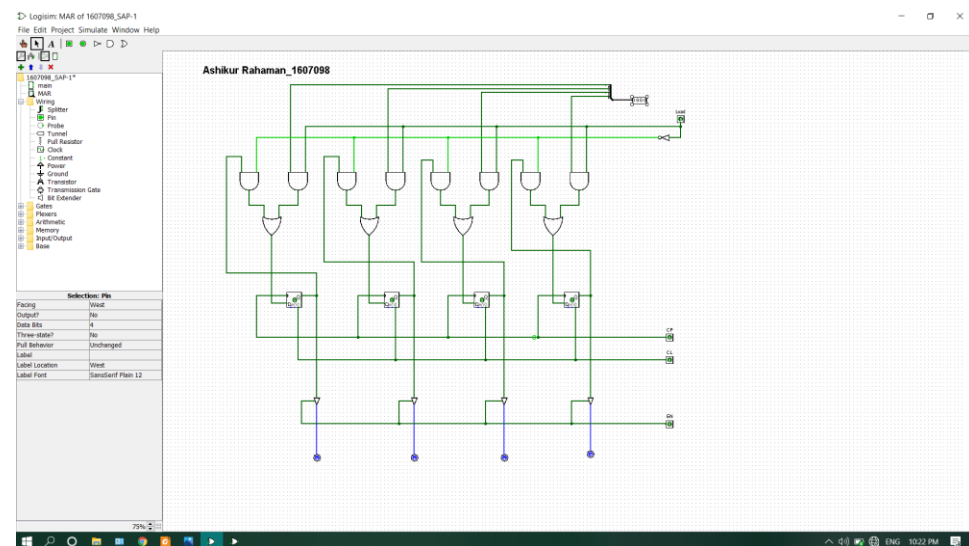 Logisim: MAR of 1607098_SAP-1
File Edit Project Simulate Window Help
1607098_SAP-1*
main
MAR
Wiring
Splitter
Pin
Probe
Tunnel
Pull Resistor
Clock
Constant
Power
Ground
Transistor
Transmission Gate
Bit Extender
Gates
Plexers
Arithmetic
Memory
Input/Output
Base
Selection: Pin
Facing West
Output? No
Data Bits 4
Three-state? No
Pull Behavior Unchanged
Label
Label Location West
Label Font SansSerif Plain 12
75%
Ashikur Rahaman_1607098
Load
CP
CL
EN
ENG 10:22 PM